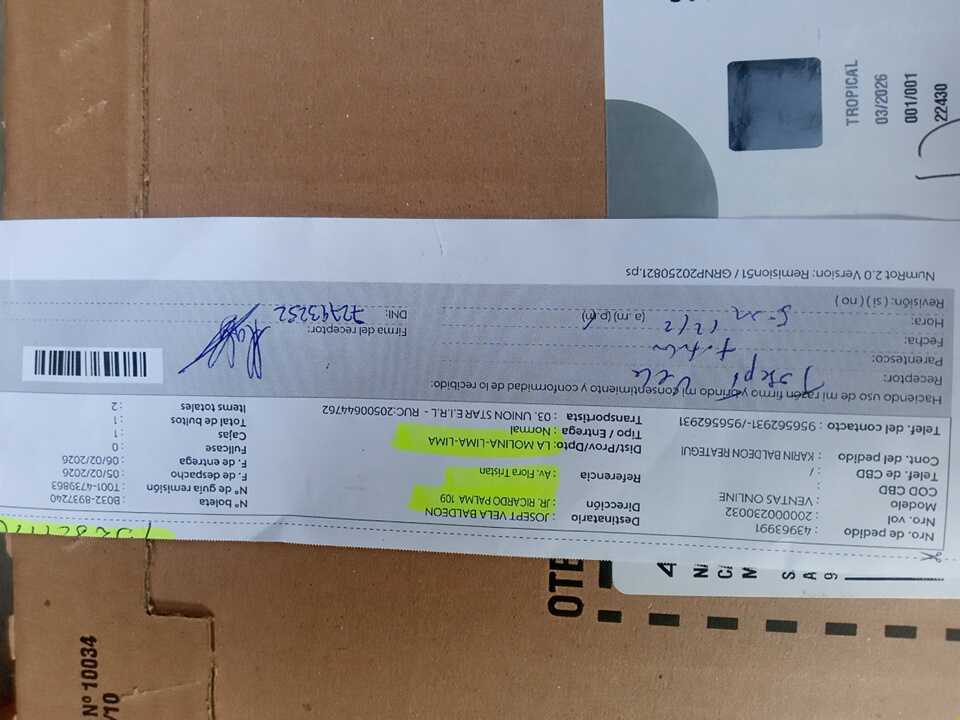 Nro. de pedido : 43963991
Nro. vol : 200000230032
Modelo : VENTAS ONLINE
COD CBD :
Telef. de CBD : /
Cont. del pedido : KARIN BALDEON REATEGUI
Telef. del contacto : 956562931-/956562931
Destinatario : JOSEPT VELA BALDEON
Dirección : JR. RICARDO PALMA 109
Referencia : Av. Flora Tristan
Dist/Prov/Dpto: LA MOLINA-LIMA-LIMA
Tipo / Entrega : Normal
Transportista : 03. UNION STAR E.I.R.L. - RUC:20500644762
N° boleta : B032-8937240
N° de guía remisión : T001-4739863
F. de despacho : 05/02/2026
F. de entrega : 06/02/2026
Fullcase : 0
Cajas : 1
Total de bultos : 1
Items totales : 2
Haciendo uso de mi razón firmo y brindo mi consentimiento y conformidad de lo recibido:
Receptor: Josept Vela
Parentesco:
Fecha:
Hora: (a.m) (p.m)
Revisión: ( si ) ( no )
Firma del receptor:
DNI:
NumRot 2.0 Version: Remision51 / GRNP20250821.ps
TROPICAL
03/2026
001/001
22430
N° 10034
/10
OTE